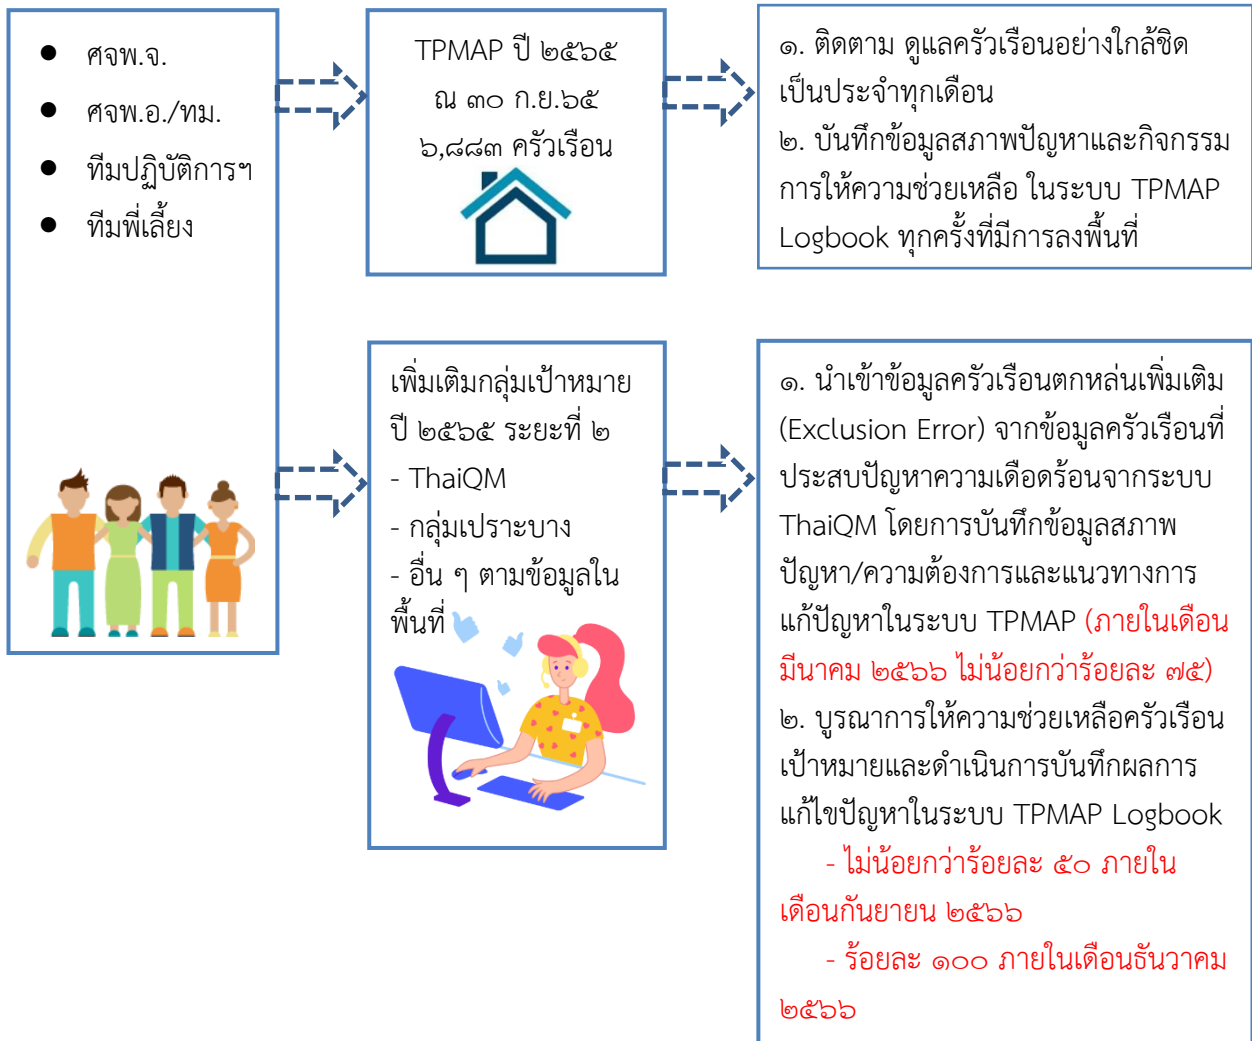 ● ศจพ.จ.
● ศจพ.อ./ทม.
● ทีมปฏิบัติการฯ
● ทีมพี่เลี้ยง
TPMAP ปี ๒๕๖๕
ณ ๓๐ ก.ย.๖๕
๖,๘๘๓ ครัวเรือน
๑. ติดตาม ดูแลครัวเรือนอย่างใกล้ชิด
เป็นประจำทุกเดือน
๒. บันทึกข้อมูลสภาพปัญหาและกิจกรรม
การให้ความช่วยเหลือ ในระบบ TPMAP
Logbook ทุกครั้งที่มีการลงพื้นที่
เพิ่มเติมกลุ่มเป้าหมาย
ปี ๒๕๖๕ ระยะที่ ๒
- ThaiQM
- กลุ่มเปราะบาง
- อื่น ๆ ตามข้อมูลใน
พื้นที่
๑. นำเข้าข้อมูลครัวเรือนตกหล่นเพิ่มเติม
(Exclusion Error) จากข้อมูลครัวเรือนที่
ประสบปัญหาความเดือดร้อนจากระบบ
ThaiQM โดยการบันทึกข้อมูลสภาพ
ปัญหา/ความต้องการและแนวทางการ
แก้ปัญหาในระบบ TPMAP (ภายในเดือน
มีนาคม ๒๕๖๖ ไม่น้อยกว่าร้อยละ ๗๕)
๒. บูรณาการให้ความช่วยเหลือครัวเรือน
เป้าหมายและดำเนินการบันทึกผลการ
แก้ไขปัญหาในระบบ TPMAP Logbook
- ไม่น้อยกว่าร้อยละ ๕๐ ภายใน
เดือนกันยายน ๒๕๖๖
- ร้อยละ ๑๐๐ ภายในเดือนธันวาคม
๒๕๖๖